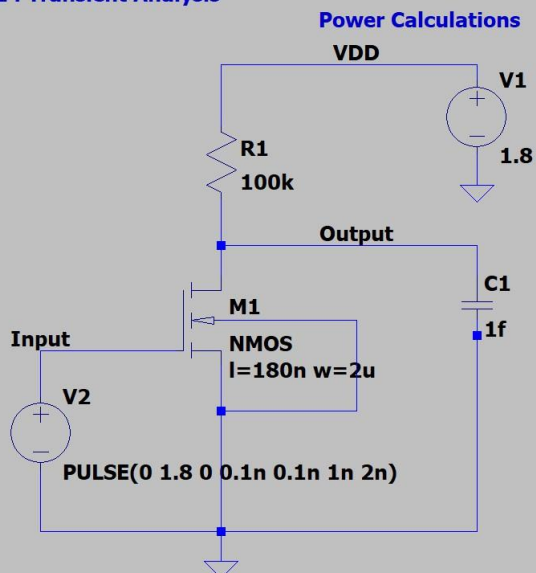 Power Calculations
VDD
V1
R1
1.8
100k
Output
C1
M1
1f
Input
NMOS
l=180n w=2u
V2
PULSE(0 1.8 0 0.1n 0.1n 1n 2n)